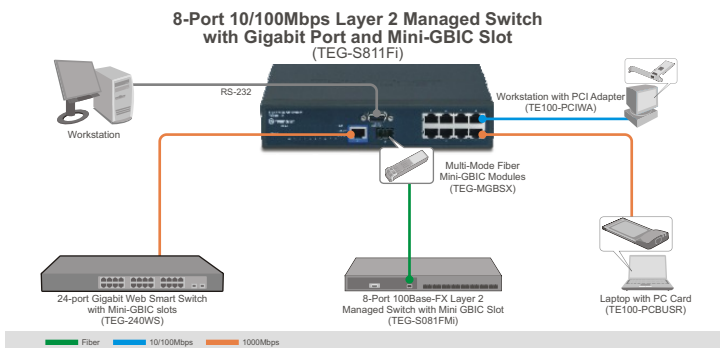 8-Port 10/100Mbps Layer 2 Managed Switch
with Gigabit Port and Mini-GBIC Slot
(TEG-S811Fi)
RS-232
Workstation
Workstation with PCI Adapter
(TE100-PCIWA)
Multi-Mode Fiber
Mini-GBIC Modules
(TEG-MGBSX)
24-port Gigabit Web Smart Switch
with Mini-GBIC slots
(TEG-240WS)
8-Port 100Base-FX Layer 2
Managed Switch with Mini GBIC Slot
(TEG-S081FMi)
Laptop with PC Card
(TE100-PCBUSR)
Fiber
10/100Mbps
1000Mbps